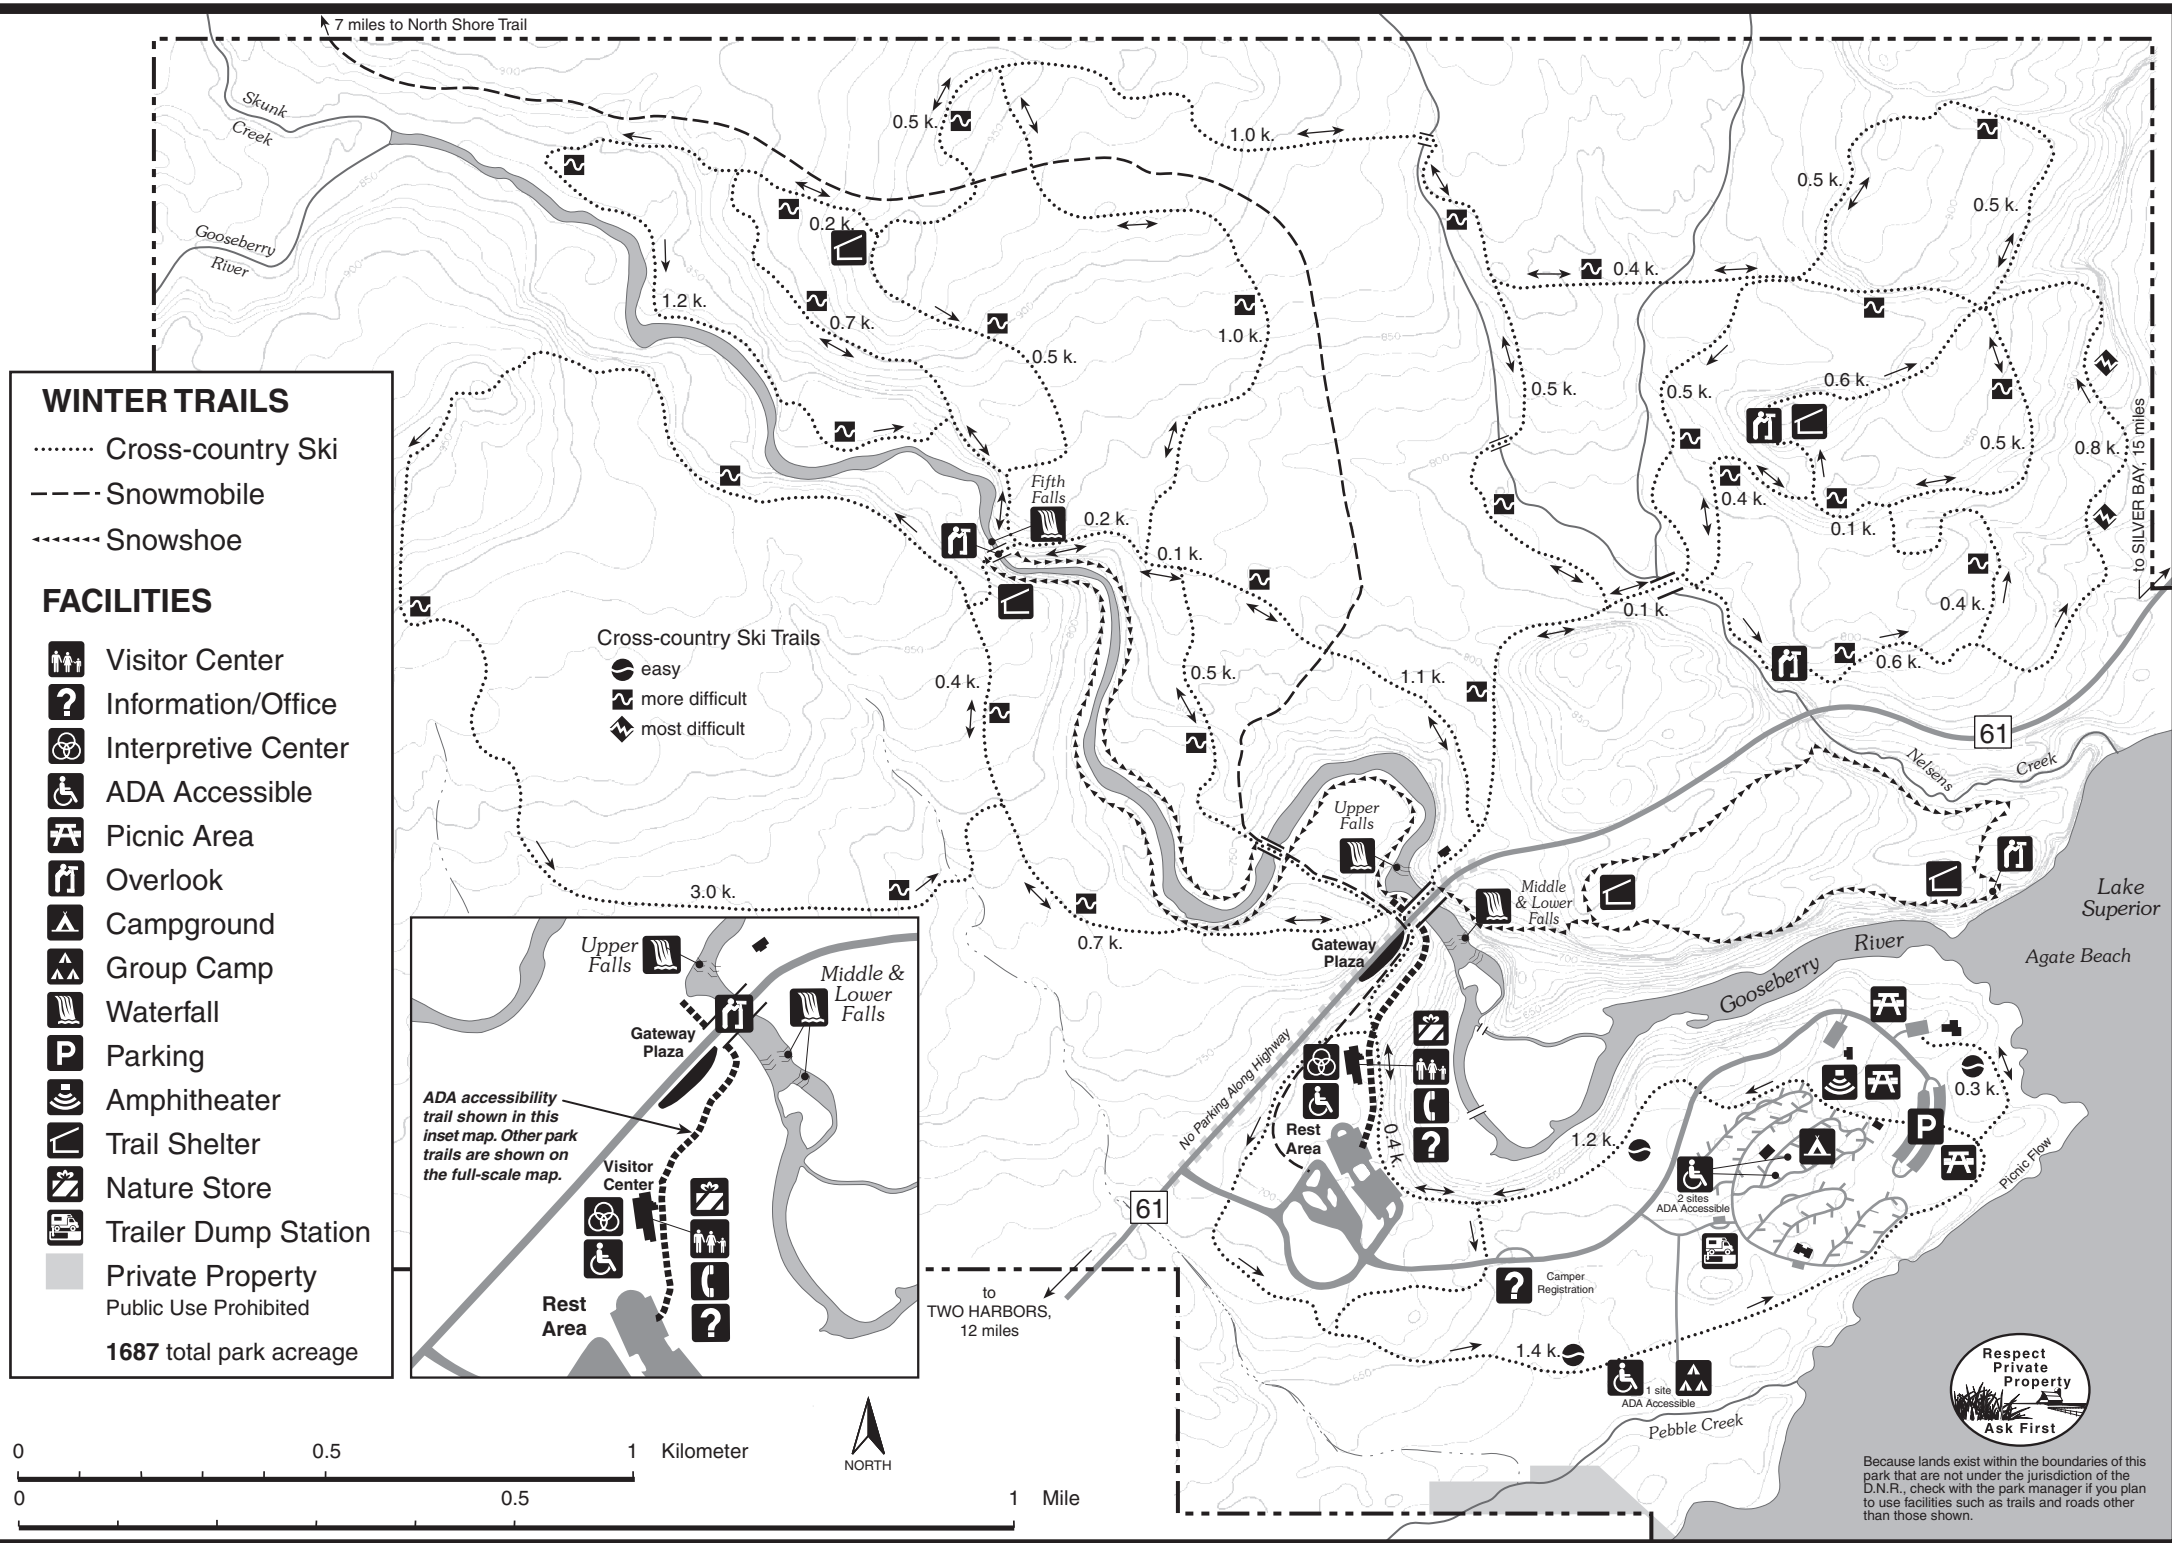 7 miles to North Shore Trail
Skunk
Creek
Gooseberry
River
0.5 k.
1.0 k.
0.2 k.
1.2 k.
0.7 k.
0.5 k.
1.0 k.
0.5 k.
0.5 k.
0.4 k.
0.5 k.
0.5 k.
0.6 k.
0.5 k.
0.8 k.
0.4 k.
0.1 k.
0.4 k.
0.6 k.
0.1 k.
to SILVER BAY, 15 miles
WINTER TRAILS
Cross-country Ski
Snowmobile
Snowshoe
FACILITIES
Visitor Center
? Information/Office
Interpretive Center
ADA Accessible
Picnic Area
Overlook
Campground
Group Camp
Waterfall
P Parking
Amphitheater
Trail Shelter
Nature Store
Trailer Dump Station
Private Property
Public Use Prohibited
1687 total park acreage
Fifth
Falls
0.2 k.
0.1 k.
Cross-country Ski Trails
easy
more difficult
most difficult
0.4 k.
0.5 k.
1.1 k.
3.0 k.
0.7 k.
Upper
Falls
Middle
& Lower
Falls
Gateway
Plaza
61
Nelsens
Creek
Lake
Superior
Agate Beach
Gooseberry
River
No Parking Along Highway
Rest
Area
?
0.4 k
1.2 k.
0.3 k.
P
Picnic Flow
2 sites
ADA Accessible
61
to
TWO HARBORS,
12 miles
?
Camper
Registration
1.4 k.
1 site
ADA Accessible
Pebble Creek
Upper
Falls
Middle &
Lower
Falls
Gateway
Plaza
ADA accessibility
trail shown in this
inset map. Other park
trails are shown on
the full-scale map.
Visitor
Center
Rest
Area
?
0 0.5 1 Kilometer
0 0.5 1 Mile
NORTH
Respect
Private
Property
Ask First
Because lands exist within the boundaries of this
park that are not under the jurisdiction of the
D.N.R., check with the park manager if you plan
to use facilities such as trails and roads other
than those shown.